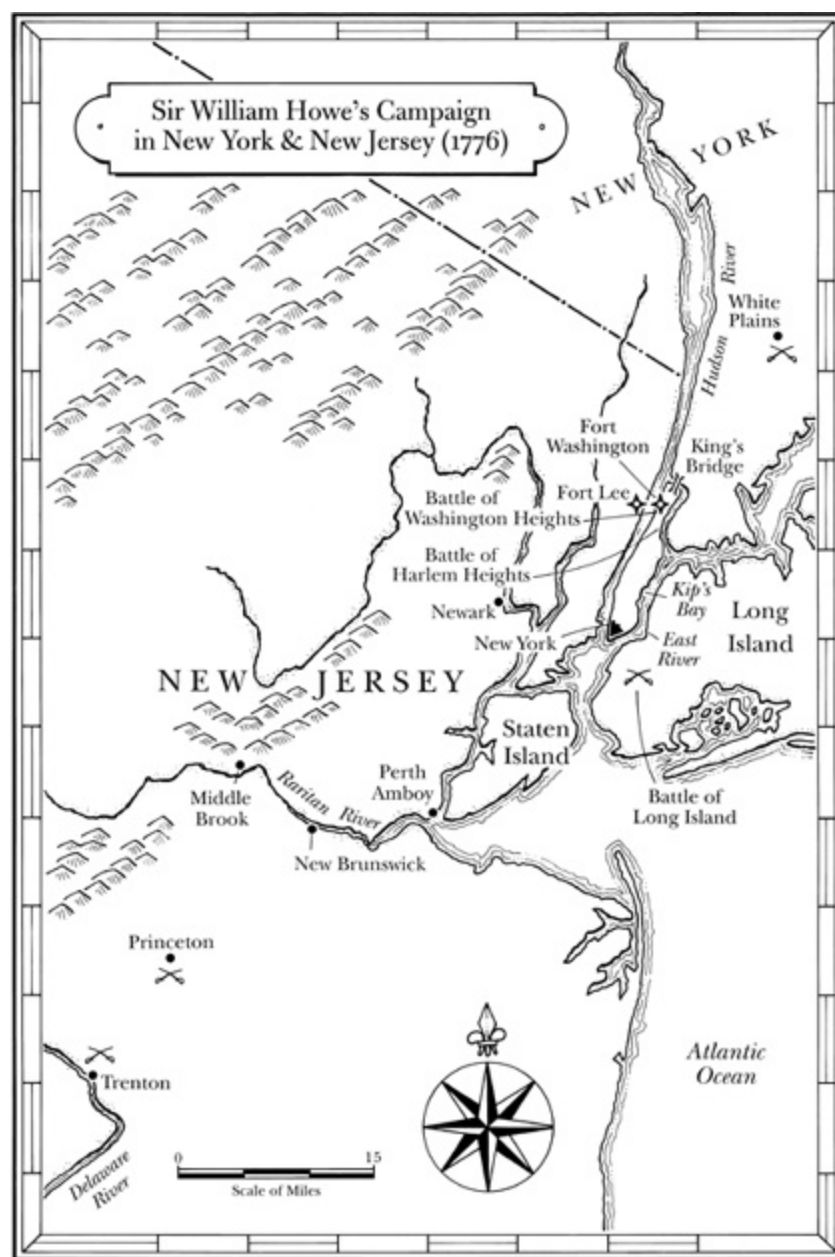 Sir William Howe's Campaign
in New York & New Jersey (1776)
NEW YORK
Hudson River
White
Plains
Fort
Washington
King's
Bridge
Fort Lee
Battle of
Washington Heights
Battle of
Harlem Heights
Kip's
Bay
Newark
Long
Island
New York
East
River
NEW JERSEY
Staten
Island
Perth
Amboy
Middle
Brook
Raritan River
Battle of
Long Island
New Brunswick
Princeton
Atlantic
Ocean
Trenton
Delaware
River
0 15
Scale of Miles